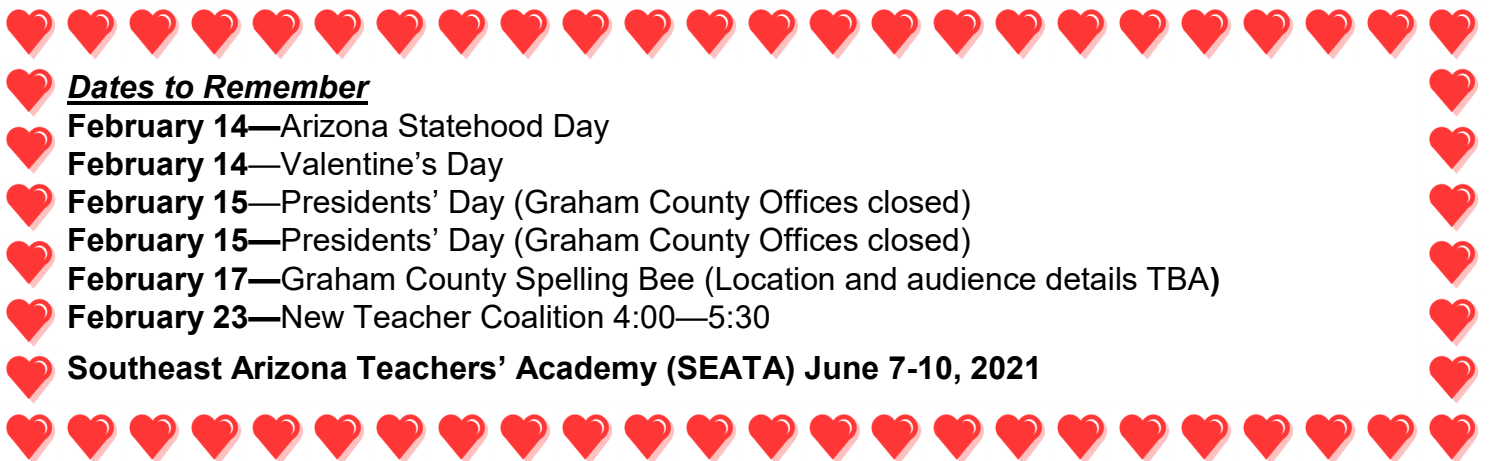 Dates to Remember
February 14—Arizona Statehood Day
February 14—Valentine’s Day
February 15—Presidents’ Day (Graham County Offices closed)
February 15—Presidents’ Day (Graham County Offices closed)
February 17—Graham County Spelling Bee (Location and audience details TBA)
February 23—New Teacher Coalition 4:00—5:30
Southeast Arizona Teachers’ Academy (SEATA) June 7-10, 2021